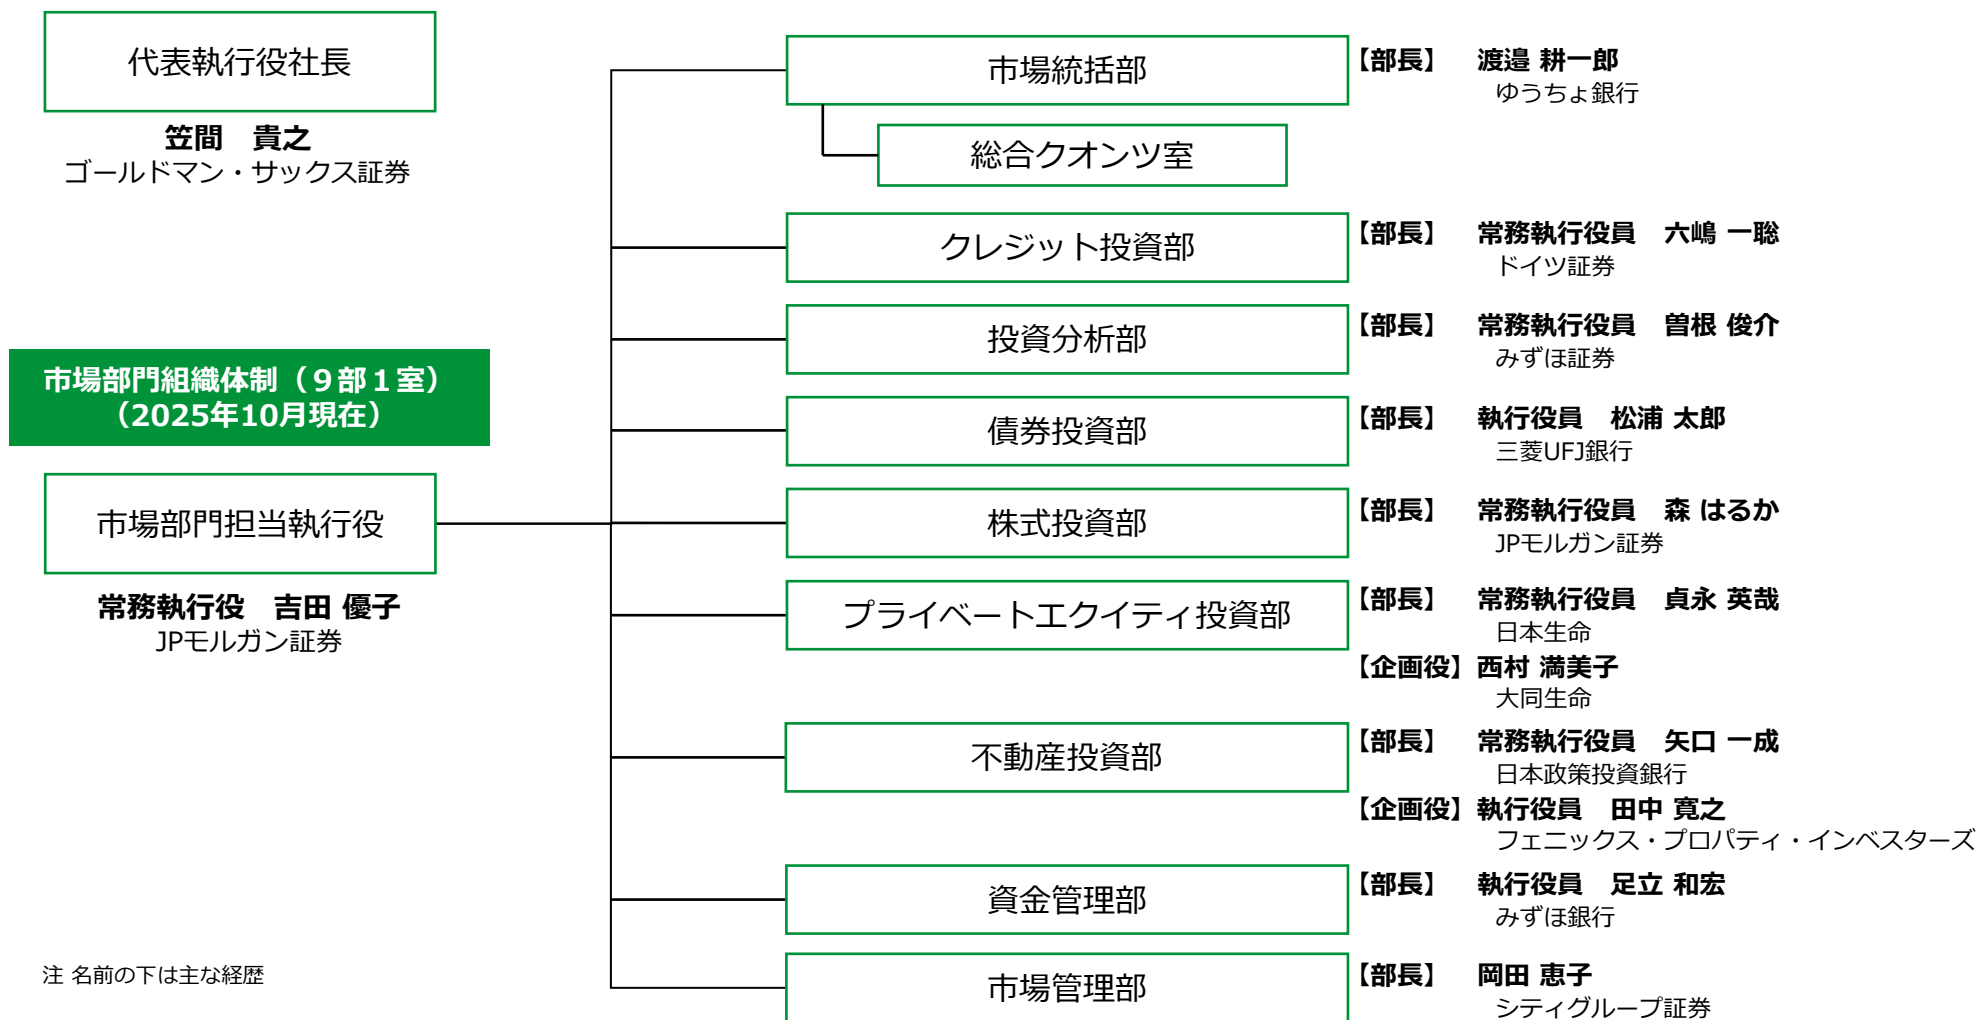 代表執行役社長
笠間　貴之
ゴールドマン・サックス証券
市場部門組織体制（９部１室）
（2025年10月現在）
市場部門担当執行役
常務執行役　吉田 優子
JPモルガン証券
注 名前の下は主な経歴
市場統括部
【部長】　渡邉 耕一郎
ゆうちょ銀行
総合クオンツ室
クレジット投資部
【部長】　常務執行役員　六嶋 一聡
ドイツ証券
投資分析部
【部長】　常務執行役員　曽根 俊介
みずほ証券
債券投資部
【部長】　執行役員　松浦 太郎
三菱UFJ銀行
株式投資部
【部長】　常務執行役員　森 はるか
JPモルガン証券
プライベートエクイティ投資部
【部長】　常務執行役員　貞永 英哉
日本生命
【企画役】西村 満美子
大同生命
不動産投資部
【部長】　常務執行役員　矢口 一成
日本政策投資銀行
【企画役】執行役員　田中 寛之
フェニックス・プロパティ・インベスターズ
資金管理部
【部長】　執行役員　足立 和宏
みずほ銀行
市場管理部
【部長】　岡田 恵子
シティグループ証券